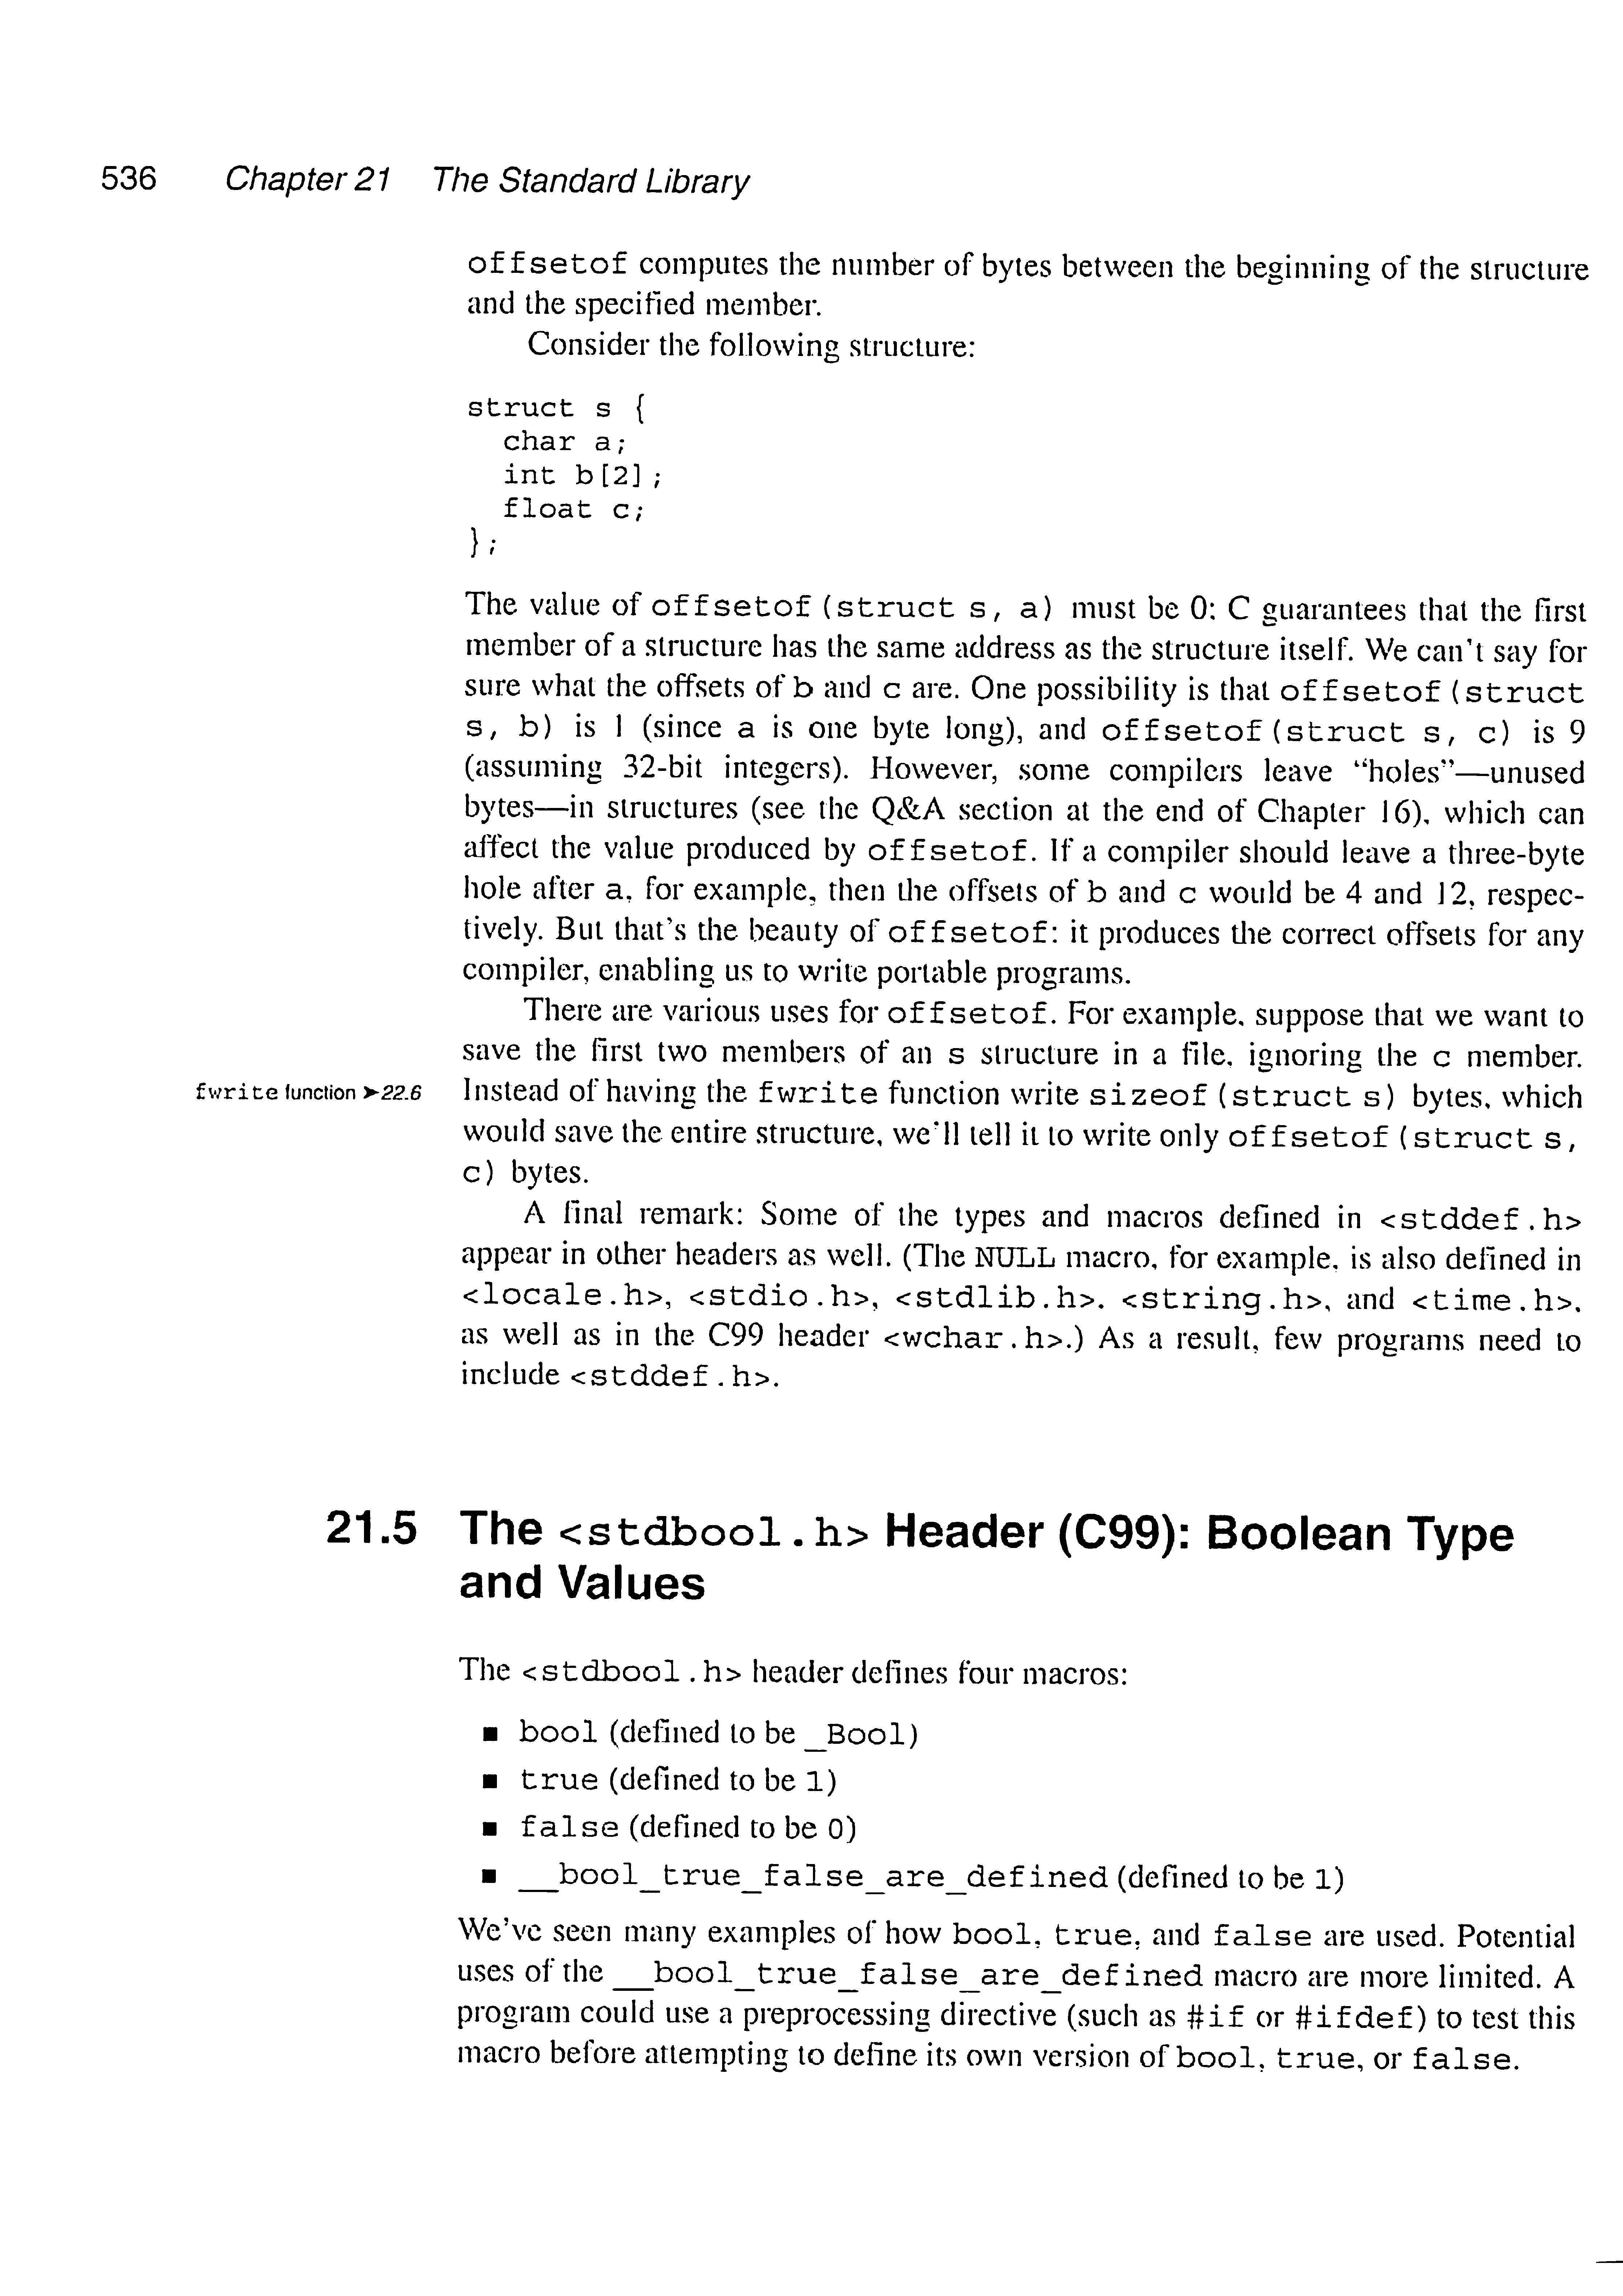 536 Chapter 21 The Standard Library
offsetof computes the number of bytes between the beginning of the structure
and the specified member.
Consider the following structure:
struct s {
char a;
int b[2];
float c;
};
The value of offsetof(struct s, a) must be 0; C guarantees that the first
member of a structure has the same address as the structure itself. We can't say for
sure what the offsets of b and c are. One possibility is that offsetof(struct
s, b) is 1 (since a is one byte long), and offsetof(struct s, c) is 9
(assuming 32-bit integers). However, some compilers leave “holes”—unused
bytes—in structures (see the Q&A section at the end of Chapter 16), which can
affect the value produced by offsetof. If a compiler should leave a three-byte
hole after a, for example, then the offsets of b and c would be 4 and 12, respec-
tively. But that's the beauty of offsetof: it produces the correct offsets for any
compiler, enabling us to write portable programs.
There are various uses for offsetof. For example, suppose that we want to
save the first two members of an s structure in a file, ignoring the c member.
fwrite function ➤22.6
Instead of having the fwrite function write sizeof(struct s) bytes, which
would save the entire structure, we'll tell it to write only offsetof(struct s,
c) bytes.
A final remark: Some of the types and macros defined in <stddef.h>
appear in other headers as well. (The NULL macro, for example, is also defined in
<locale.h>, <stdio.h>, <stdlib.h>, <string.h>, and <time.h>,
as well as in the C99 header <wchar.h>.) As a result, few programs need to
include <stddef.h>.
21.5 The <stdbool.h> Header (C99): Boolean Type
and Values
The <stdbool.h> header defines four macros:
■ bool (defined to be _Bool)
■ true (defined to be 1)
■ false (defined to be 0)
■ __bool_true_false_are_defined (defined to be 1)
We've seen many examples of how bool, true, and false are used. Potential
uses of the __bool_true_false_are_defined macro are more limited. A
program could use a preprocessing directive (such as #if or #ifdef) to test this
macro before attempting to define its own version of bool, true, or false.